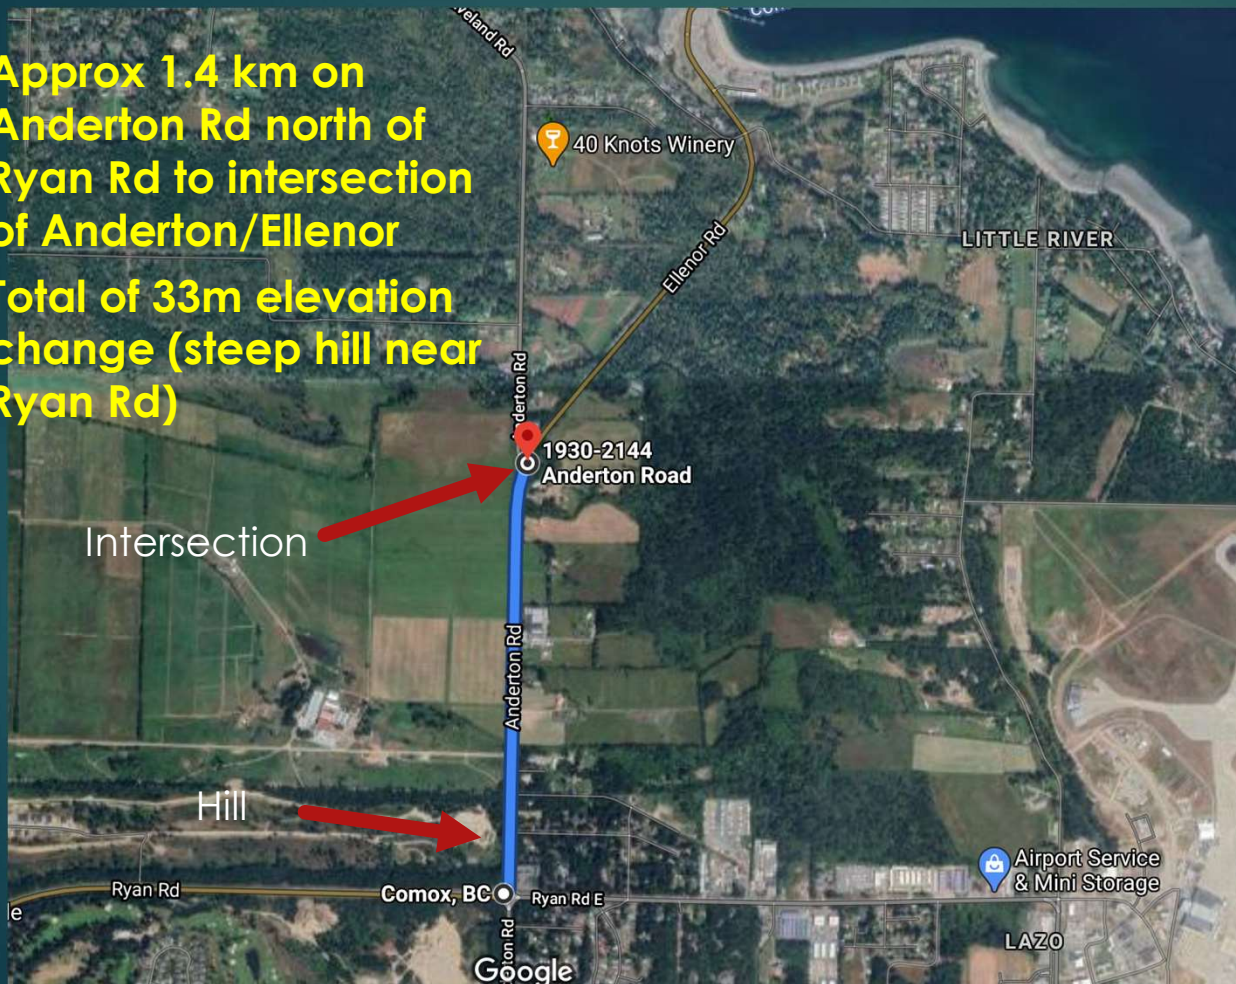 Approx 1.4 km on
Anderton Rd north of
Ryan Rd to intersection
of Anderton/Ellenor
Total of 33m elevation
change (steep hill near
Ryan Rd)
40 Knots Winery
LITTLE RIVER
Ellenor Rd
Anderton Rd
1930-2144
Anderton Road
Intersection
Anderton Rd
Hill
Ryan Rd
Comox, BC
Ryan Rd E
Airport Service
& Mini Storage
LAZO
Google